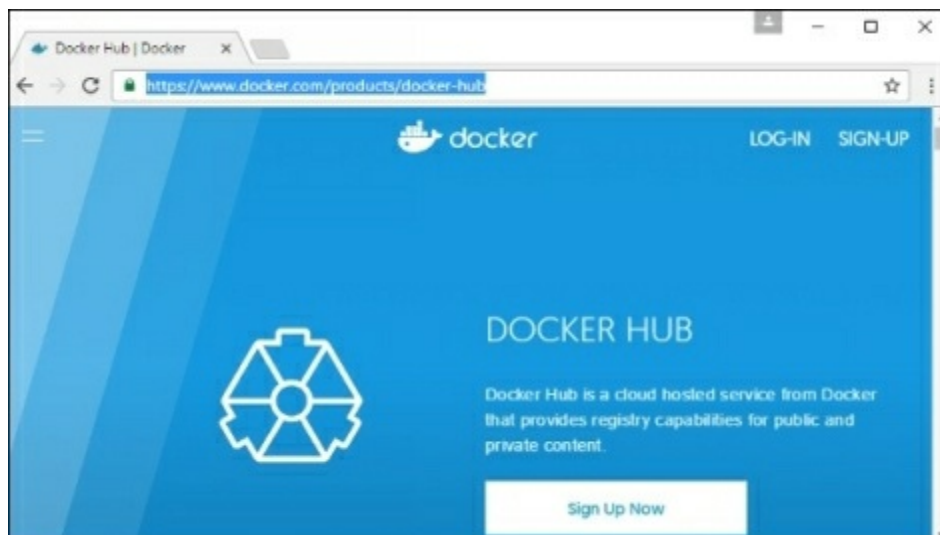 Docker Hub | Docker
https://www.docker.com/products/docker-hub
docker
LOG-IN SIGN-UP
DOCKER HUB
Docker Hub is a cloud hosted service from Docker
that provides registry capabilities for public and
private content.
Sign Up Now